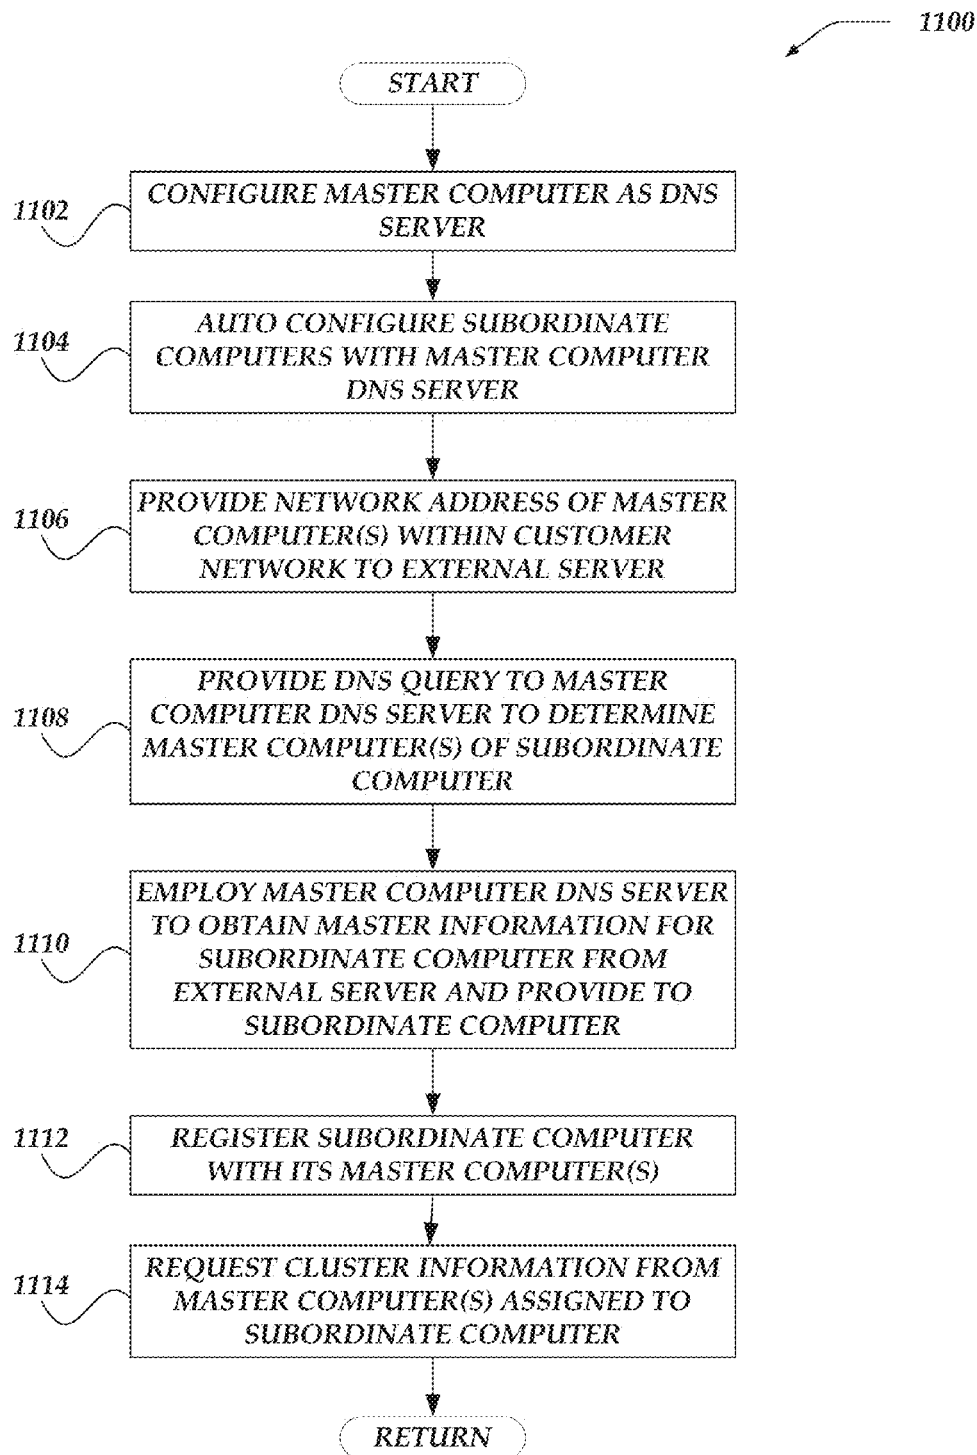 1100
START
1102
CONFIGURE MASTER COMPUTER AS DNS
SERVER
1104
AUTO CONFIGURE SUBORDINATE
COMPUTERS WITH MASTER COMPUTER
DNS SERVER
1106
PROVIDE NETWORK ADDRESS OF MASTER
COMPUTER(S) WITHIN CUSTOMER
NETWORK TO EXTERNAL SERVER
1108
PROVIDE DNS QUERY TO MASTER
COMPUTER DNS SERVER TO DETERMINE
MASTER COMPUTER(S) OF SUBORDINATE
COMPUTER
1110
EMPLOY MASTER COMPUTER DNS SERVER
TO OBTAIN MASTER INFORMATION FOR
SUBORDINATE COMPUTER FROM
EXTERNAL SERVER AND PROVIDE TO
SUBORDINATE COMPUTER
1112
REGISTER SUBORDINATE COMPUTER
WITH ITS MASTER COMPUTER(S)
1114
REQUEST CLUSTER INFORMATION FROM
MASTER COMPUTER(S) ASSIGNED TO
SUBORDINATE COMPUTER
RETURN